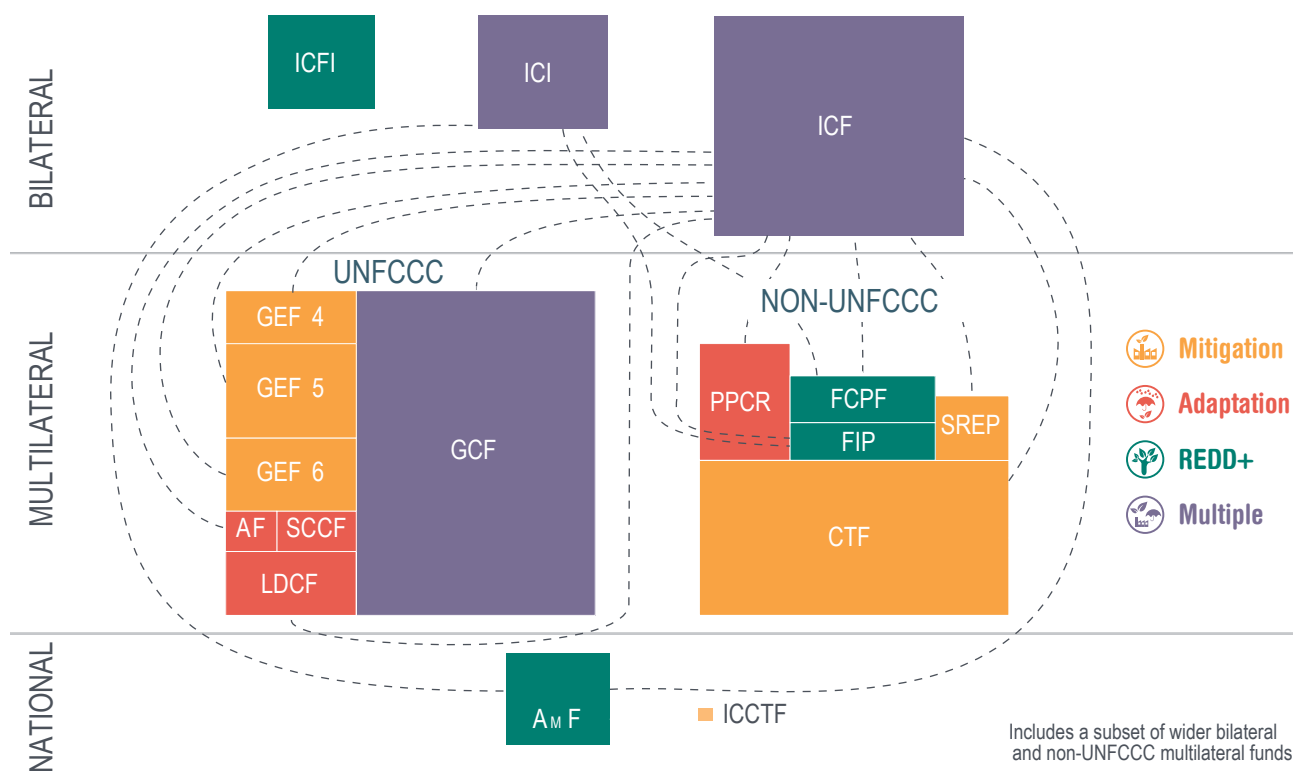 BILATERAL
ICFI
ICI
ICF
MULTILATERAL
UNFCCC
GEF 4
GEF 5
GEF 6
AF
SCCF
LDCF
GCF
NON-UNFCCC
PPCR
FCPF
FIP
SREP
CTF
Mitigation
Adaptation
REDD+
Multiple
NATIONAL
AMF
ICCTF
Includes a subset of wider bilateral
and non-UNFCCC multilateral funds